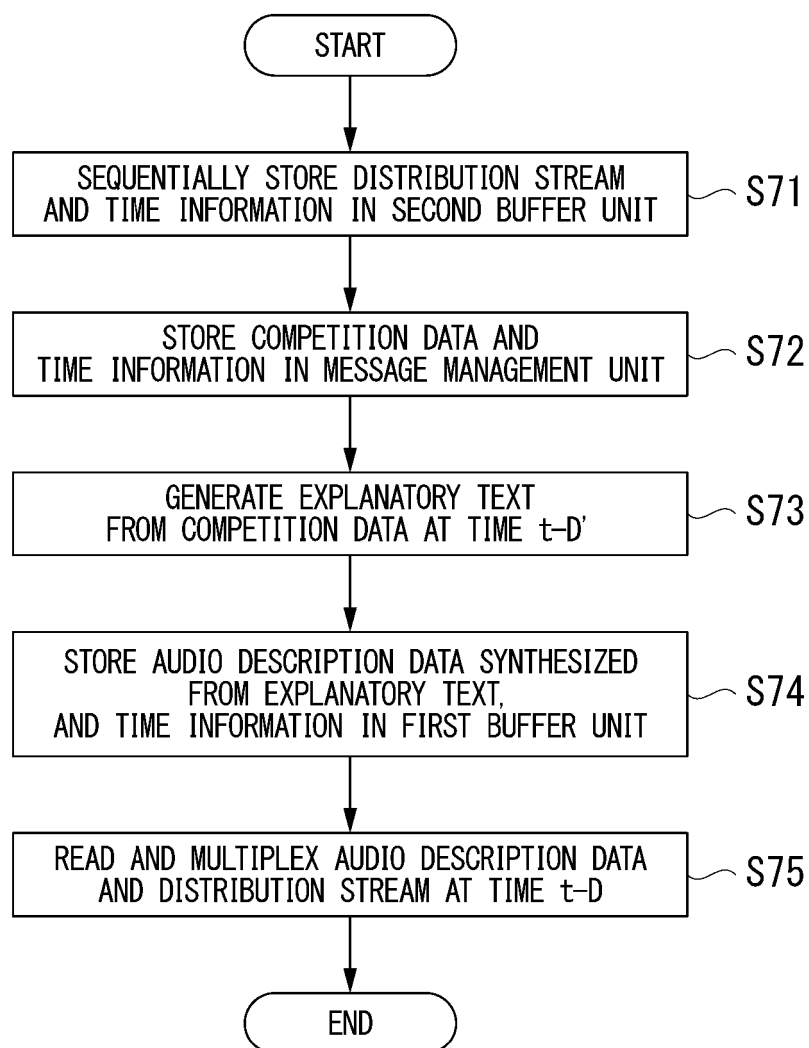 START
SEQUENTIALLY STORE DISTRIBUTION STREAM
AND TIME INFORMATION IN SECOND BUFFER UNIT
S71
STORE COMPETITION DATA AND
TIME INFORMATION IN MESSAGE MANAGEMENT UNIT
S72
GENERATE EXPLANATORY TEXT
FROM COMPETITION DATA AT TIME t-D'
S73
STORE AUDIO DESCRIPTION DATA SYNTHESIZED
FROM EXPLANATORY TEXT,
AND TIME INFORMATION IN FIRST BUFFER UNIT
S74
READ AND MULTIPLEX AUDIO DESCRIPTION DATA
AND DISTRIBUTION STREAM AT TIME t-D
S75
END